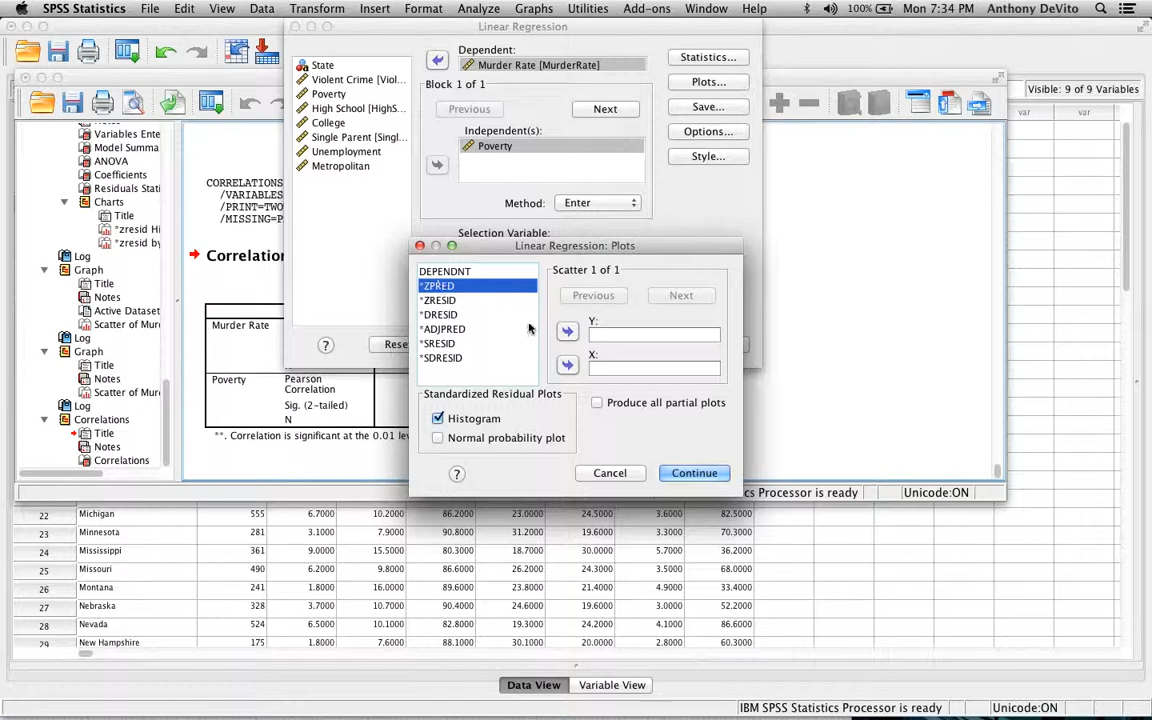 SPSS Statistics File Edit View Data Transform Insert Format Analyze Graphs Utilities Add-ons Window Help 100% Mon 7:34 PM Anthony DeVito
Linear Regression
State
Violent Crime [Viol...
Poverty
High School [HighS...
College
Single Parent [Singl...
Unemployment
Metropolitan
Dependent:
Murder Rate [MurderRate]
Block 1 of 1
Previous
Next
Independent(s):
Poverty
Method:
Enter
Selection Variable:
Statistics...
Plots...
Save...
Options...
Style...
?
Rese
Visible: 9 of 9 Variables
var
var
Variables Ente
Model Summa
ANOVA
Coefficients
Residuals Stati
Charts
Title
*zresid Hi
*zresid by
Log
Graph
Title
Notes
Active Dataset
Scatter of Mur
Log
Graph
Title
Notes
Scatter of Mur
Log
Correlations
Title
Notes
Correlations
CORRELATIONS
/VARIABLES
/PRINT=TWO
/MISSING=P
Correlation
Murder Rate
Poverty
Pearson
Correlation
Sig. (2-tailed)
N
**. Correlation is significant at the 0.01 lev
Linear Regression: Plots
DEPENDNT
*ZPRED
*ZRESID
*DRESID
*ADJPRED
*SRESID
*SDRESID
Scatter 1 of 1
Previous
Next
Y:
X:
Standardized Residual Plots
Histogram
Normal probability plot
Produce all partial plots
?
Cancel
Continue
cs Processor is ready
Unicode:ON
22 Michigan 555 6.7000 10.2000 86.2000 23.0000 24.5000 3.6000 82.5000
23 Minnesota 281 3.1000 7.9000 90.8000 31.2000 19.6000 3.3000 70.3000
24 Mississippi 361 9.0000 15.5000 80.3000 18.7000 30.0000 5.7000 36.2000
25 Missouri 490 6.2000 9.8000 86.6000 26.2000 24.3000 3.5000 68.0000
26 Montana 241 1.8000 16.0000 89.6000 23.8000 21.4000 4.9000 33.4000
27 Nebraska 328 3.7000 10.7000 90.4000 24.6000 19.6000 3.0000 52.2000
28 Nevada 524 6.5000 10.1000 82.8000 19.3000 24.2000 4.1000 86.6000
29 New Hampshire 175 1.8000 7.6000 88.1000 30.1000 20.0000 2.8000 60.3000
Data View
Variable View
IBM SPSS Statistics Processor is ready
Unicode:ON